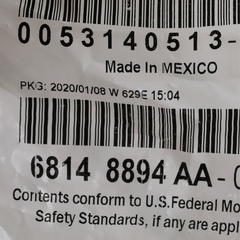 0053140513-
Made In MEXICO
PKG: 2020/01/08 W 629E 15:04
6814 8894 AA-
Contents conform to U.S. Federal
Safety Standards, if any are